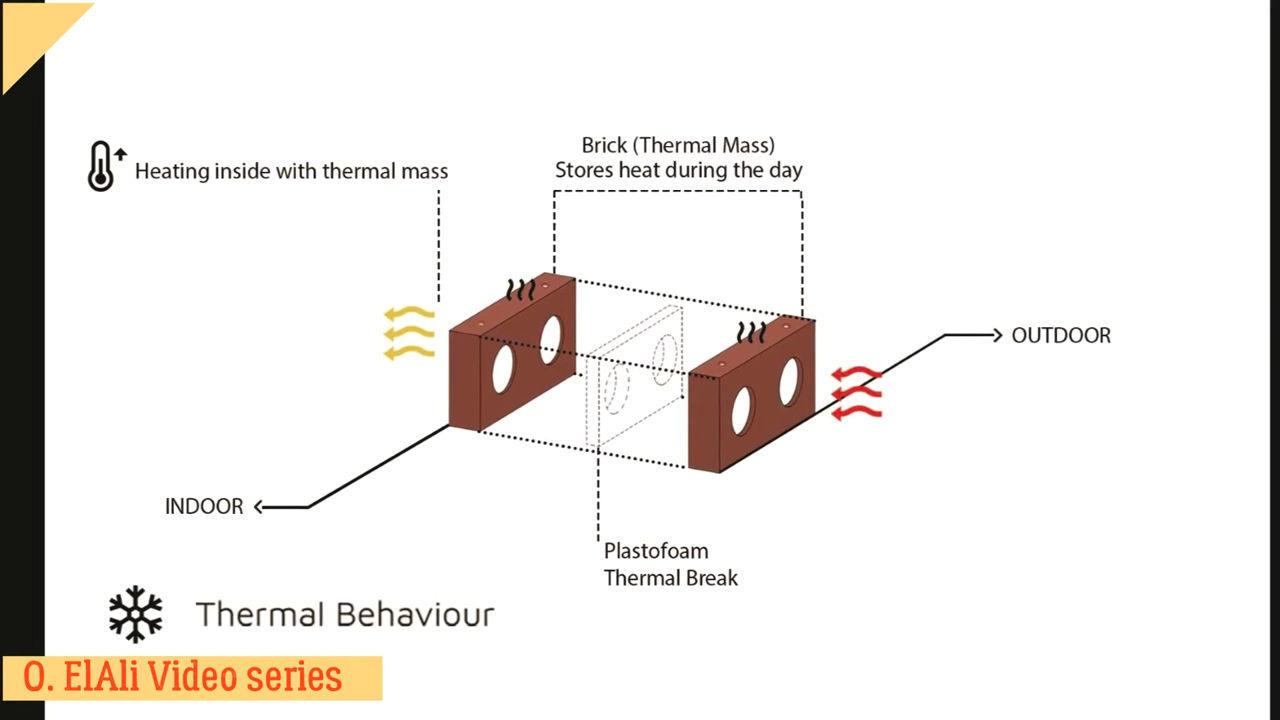 Brick (Thermal Mass)
Stores heat during the day
Heating inside with thermal mass
OUTDOOR
INDOOR
Plastofoam
Thermal Break
Thermal Behaviour
O. ElAli Video series